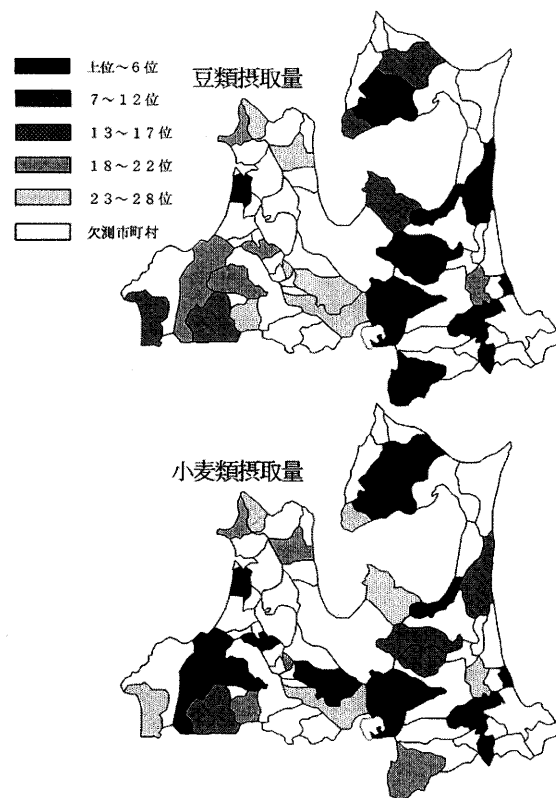 豆類摂取量
上位～6位
7～12位
13～17位
18～22位
23～28位
欠測市町村
小麦類摂取量